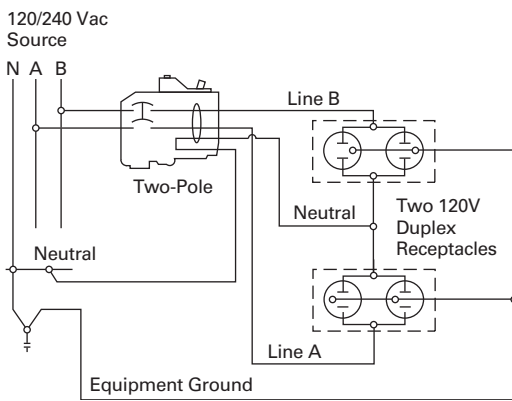 120/240 Vac
Source
N A B
Line B
Two-Pole
Neutral
Two 120V
Duplex
Receptacles
Neutral
Line A
Equipment Ground